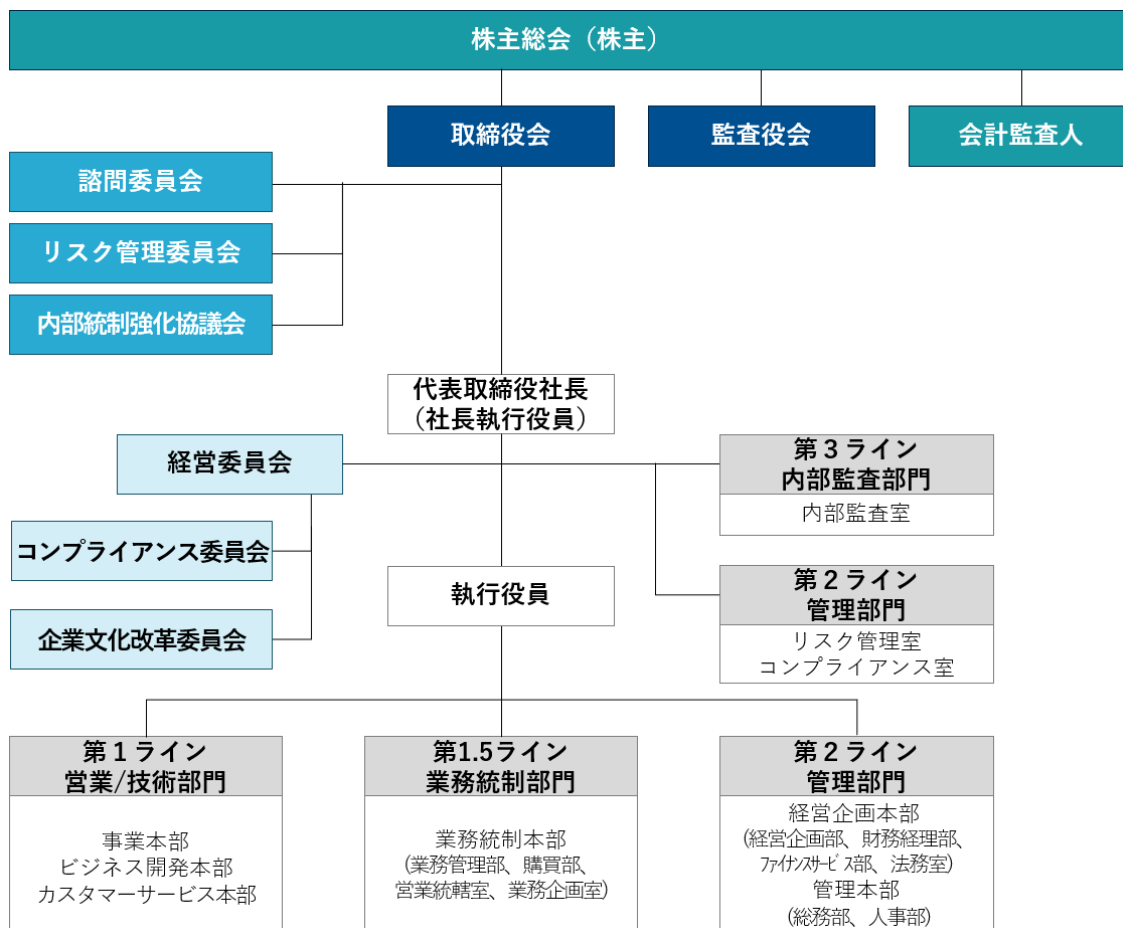 株主総会（株主）
取締役会
監査役会
会計監査人
諮問委員会
リスク管理委員会
内部統制強化協議会
代表取締役社長
（社長執行役員）
経営委員会
コンプライアンス委員会
企業文化改革委員会
第３ライン
内部監査部門
内部監査室
執行役員
第２ライン
管理部門
リスク管理室
コンプライアンス室
第１ライン
営業/技術部門
事業本部
ビジネス開発本部
カスタマーサービス本部
第1.5ライン
業務統制部門
業務統制本部
(業務管理部、購買部、
営業統轄室、業務企画室)
第２ライン
管理部門
経営企画本部
(経営企画部、財務経理部、
ファイナンスサービス部、法務室)
管理本部
(総務部、人事部)